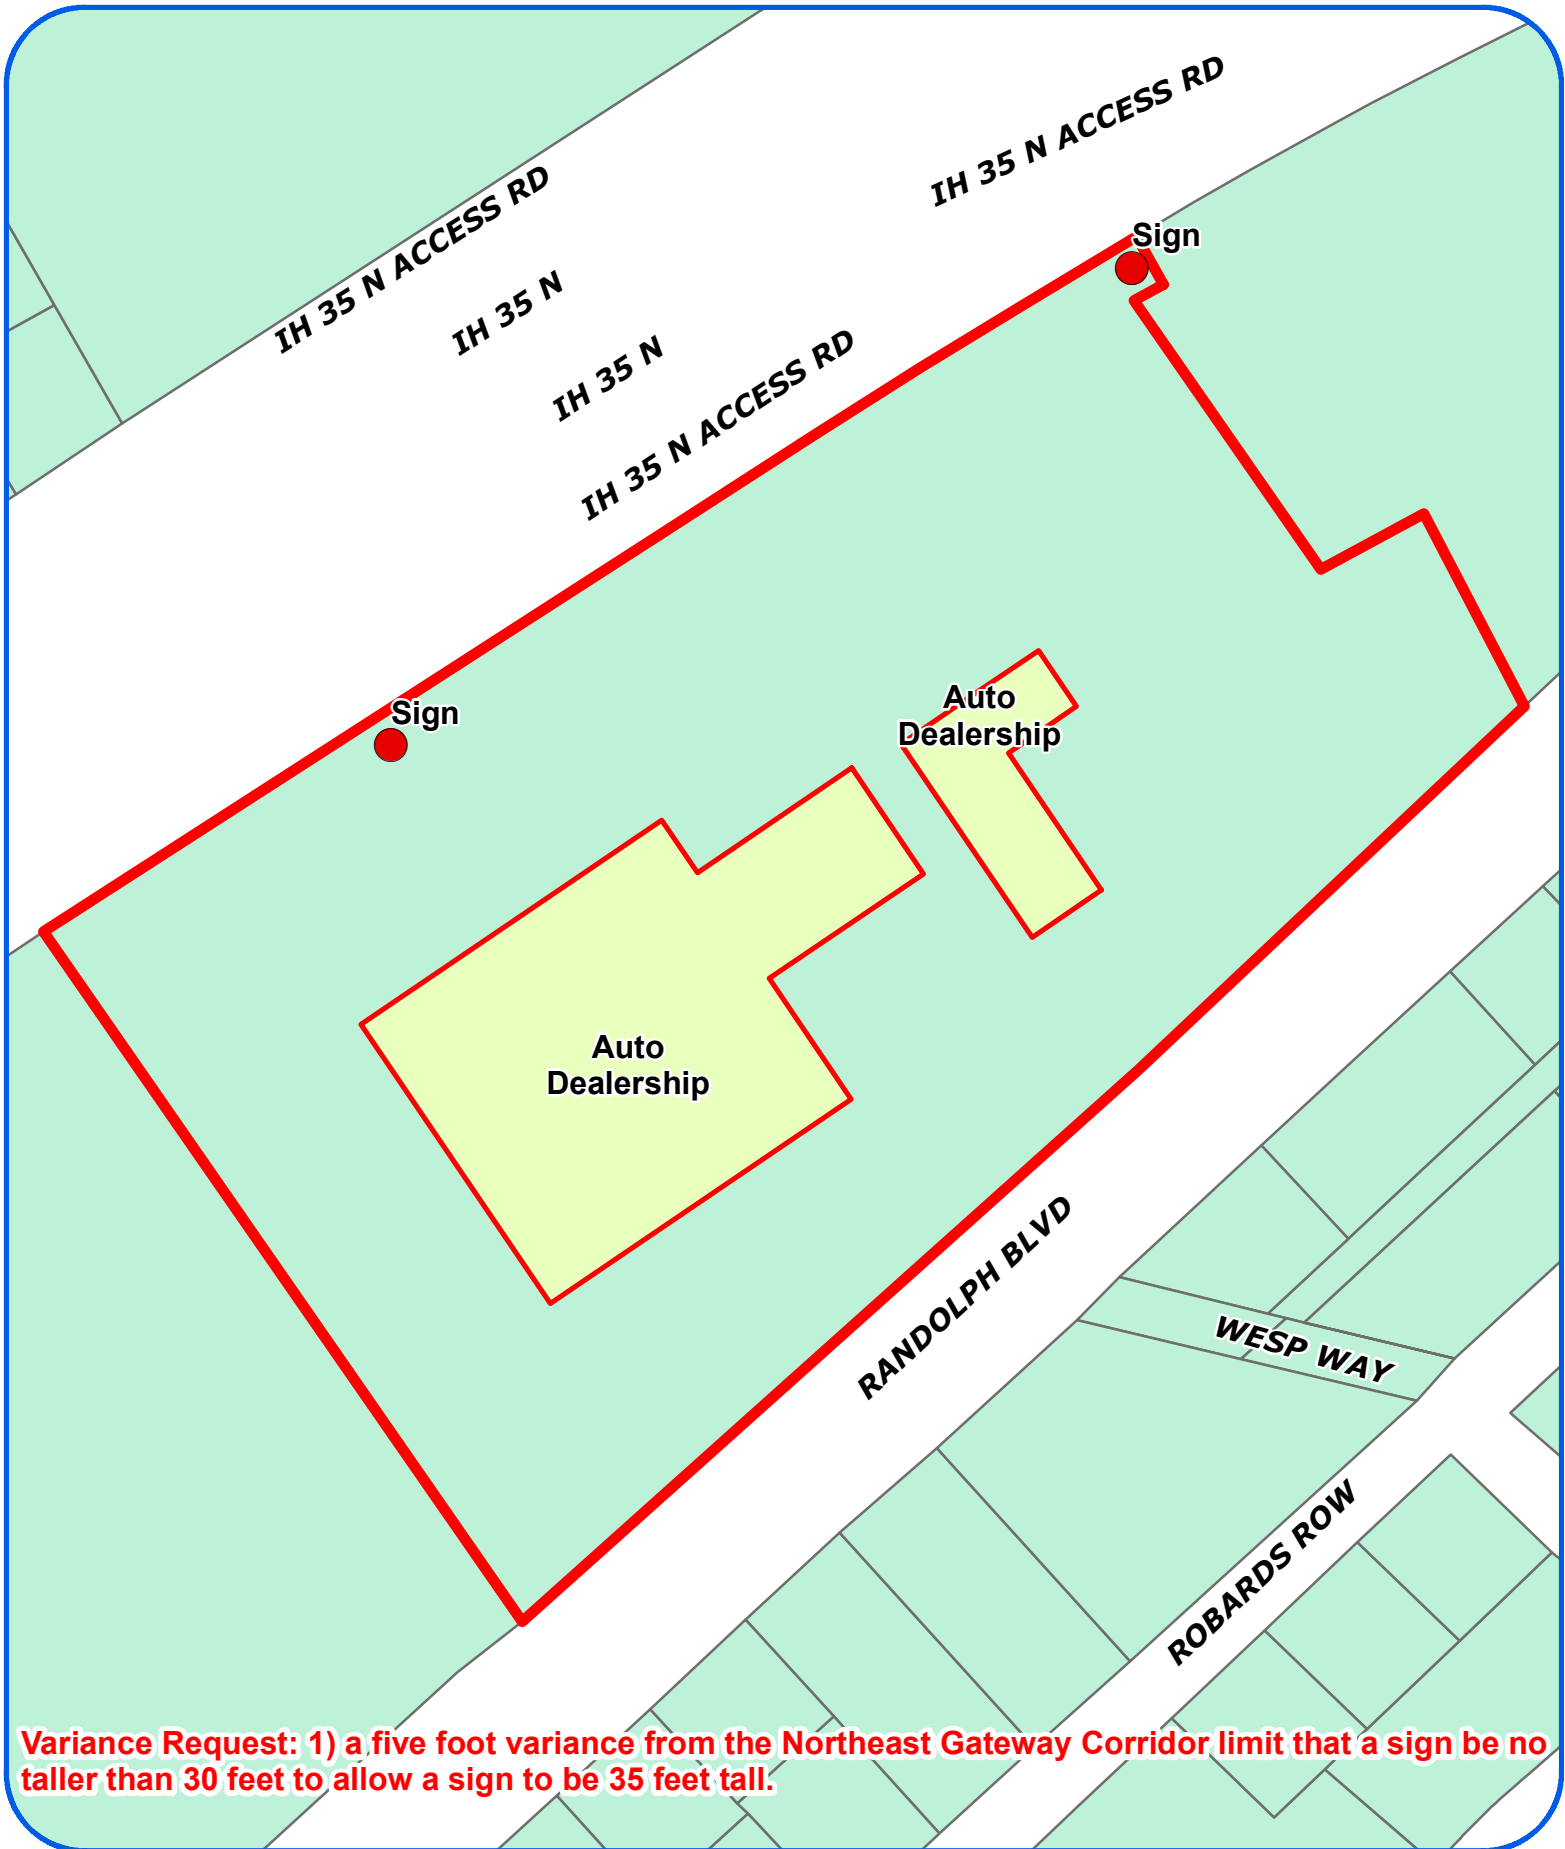 IH 35 N ACCESS RD
IH 35 N ACCESS RD
Sign
IH 35 N
IH 35 N
IH 35 N ACCESS RD
Sign
Auto
Dealership
Auto
Dealership
RANDOLPH BLVD
WESP WAY
ROBARDS ROW
Variance Request: 1) a five foot variance from the Northeast Gateway Corridor limit that a sign be no
taller than 30 feet to allow a sign to be 35 feet tall.